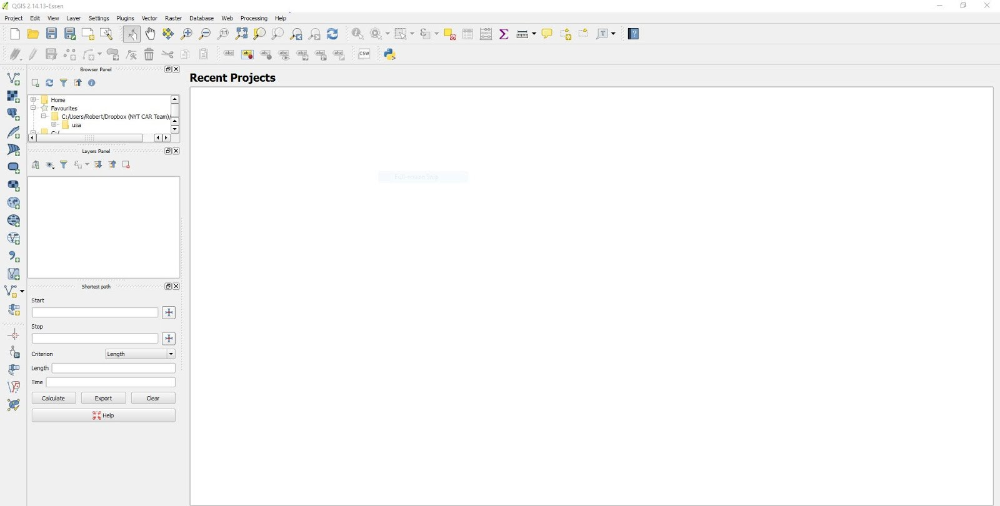 QGIS 2.14.13-Essen
Project Edit View Layer Settings Plugins Vector Raster Database Web Processing Help
CSW
Browser Panel
Home
Favourites
C:/Users/Robert/Dropbox (NYT CAR Team)/
usa
C:/
Layers Panel
Shortest path
Start
Stop
Criterion Length
Length
Time
Calculate Export Clear
Help
Recent Projects
Full-screen Snip